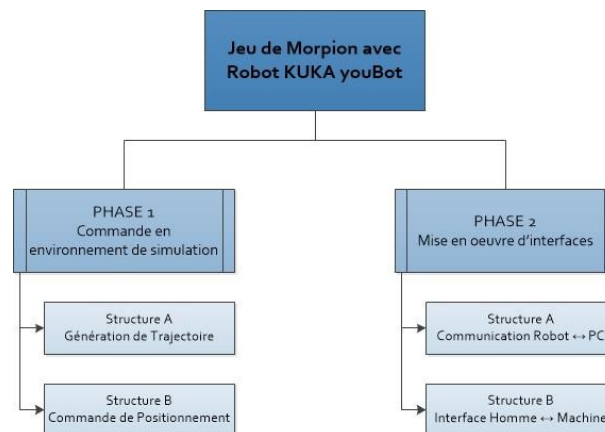 Jeu de Morpion avec
Robot KUKA youBot
PHASE 1
Commande en
environnement de simulation
PHASE 2
Mise en oeuvre d'interfaces
Structure A
Génération de Trajectoire
Structure B
Commande de Positionnement
Structure A
Communication Robot ↔ PC
Structure B
Interface Homme ↔ Machine